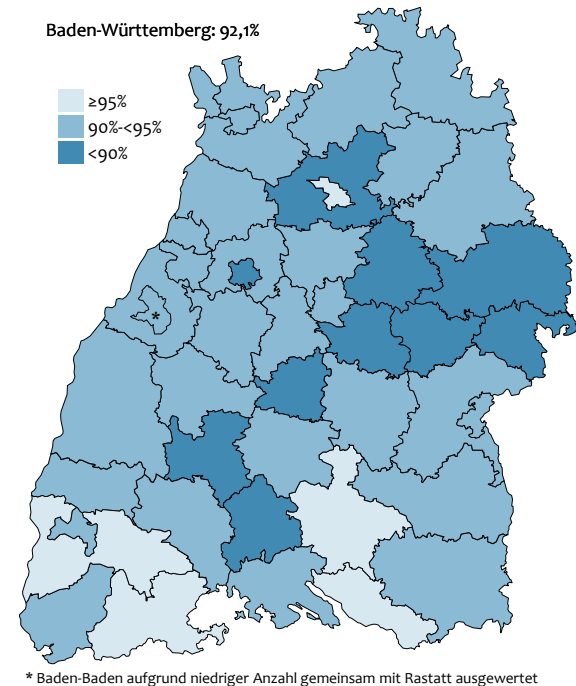 Baden-Württemberg: 92,1%
≥95%
90%-<95%
<90%
*
* Baden-Baden aufgrund niedriger Anzahl gemeinsam mit Rastatt ausgewertet